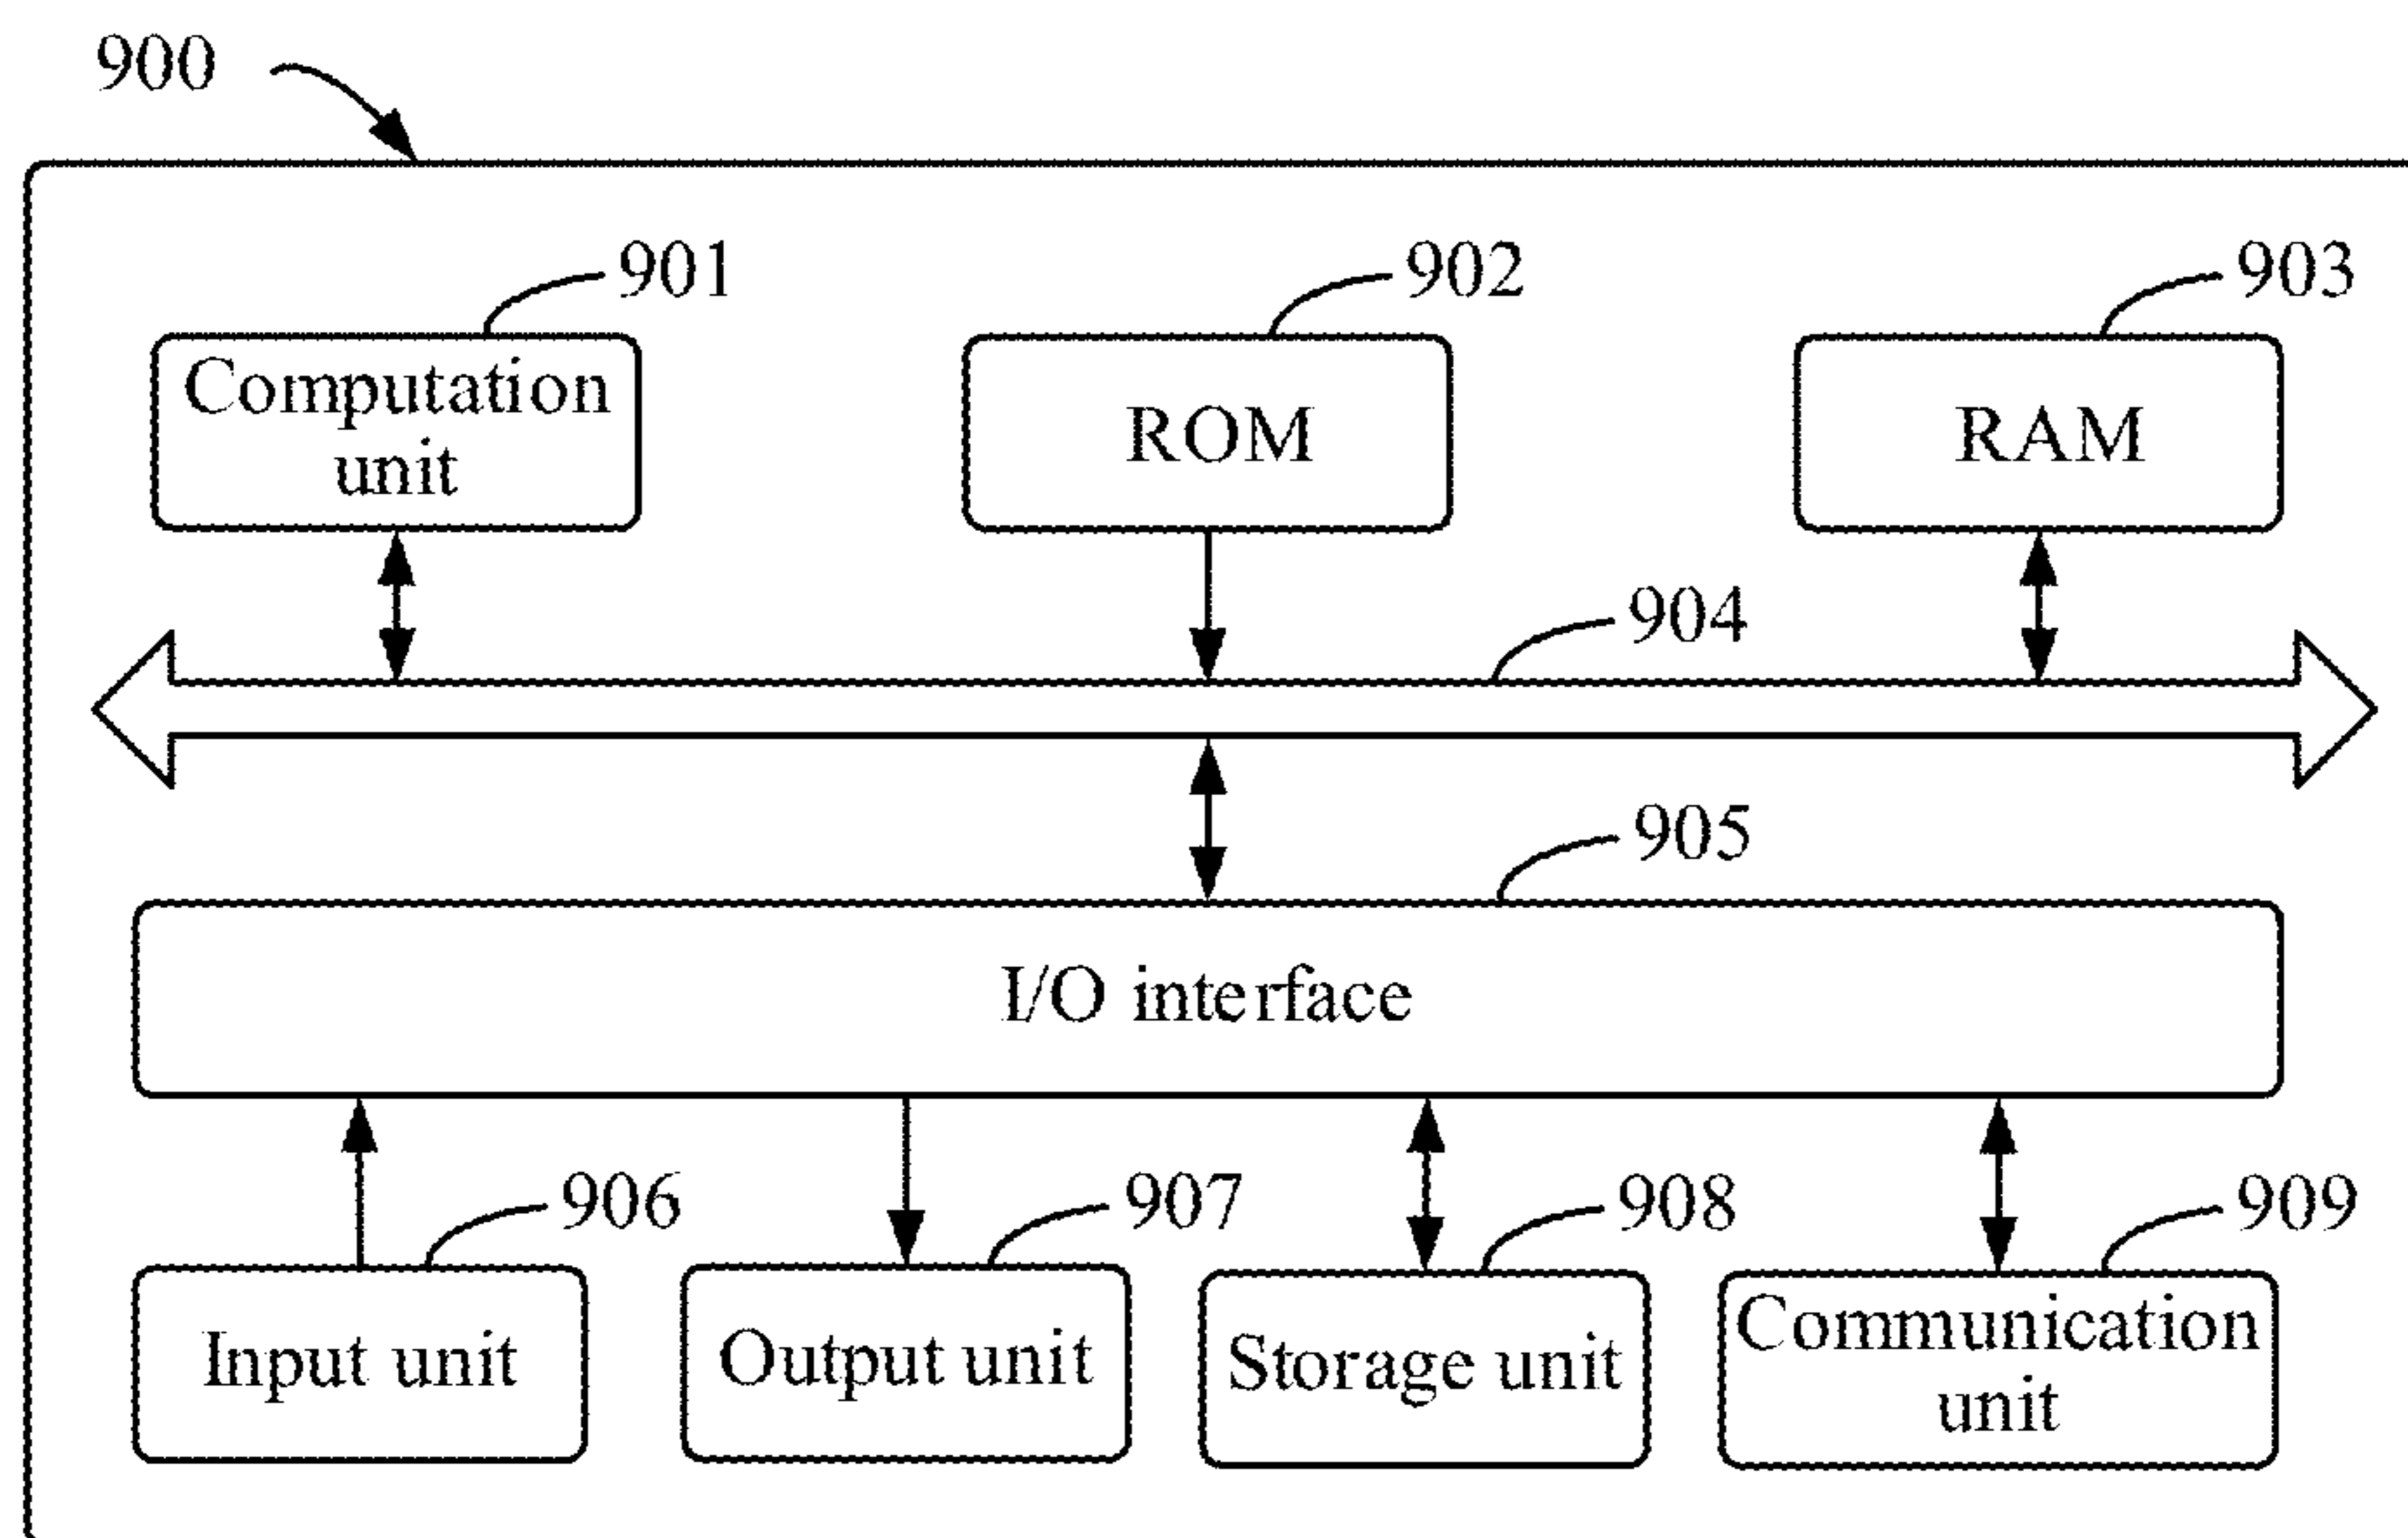 900
901
902
903
Computation
unit
ROM
RAM
904
905
I/O interface
906
907
908
909
Input unit
Output unit
Storage unit
Communication
unit